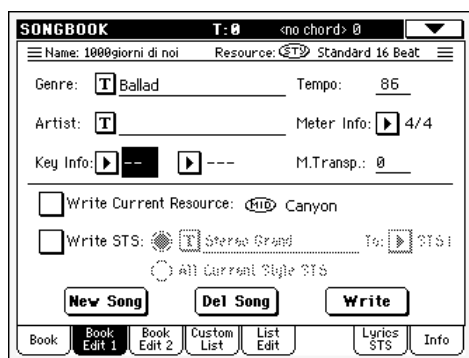 SONGBOOK T:0 <no chord> 0
Name: 1000giorni di noi Resource: STY Standard 16 Beat
Genre: T Ballad Tempo: 86
Artist: T Meter Info: 4/4
Key Info: -- --- M.Transp.: 0
Write Current Resource: MID Canyon
Write STS: T Stereo Grand To: STS1
All Current Style STS
New Song Del Song Write
Book Book Edit 1 Book Edit 2 Custom List List Edit Lyrics STS Info